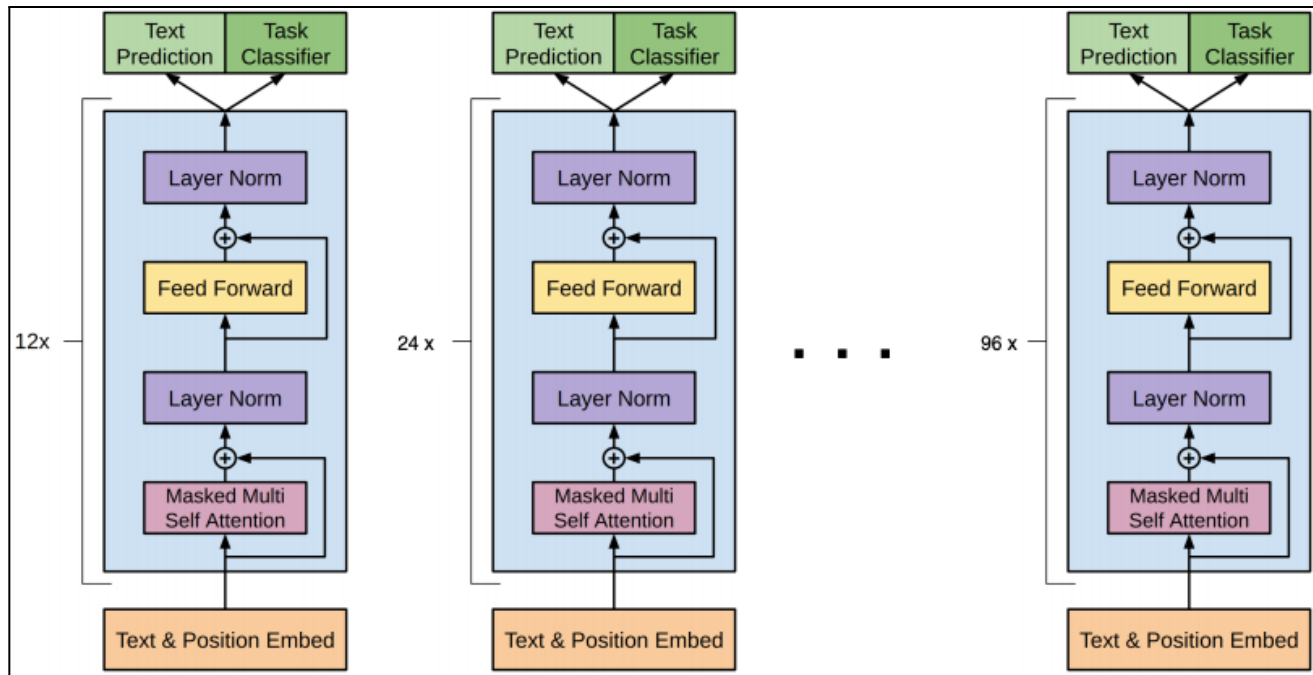 Text
Prediction
Task
Classifier
Layer Norm
Feed Forward
12x
Layer Norm
Masked Multi
Self Attention
Text & Position Embed
Text
Prediction
Task
Classifier
Layer Norm
Feed Forward
24 x
Layer Norm
Masked Multi
Self Attention
Text & Position Embed
. . .
Text
Prediction
Task
Classifier
Layer Norm
Feed Forward
96 x
Layer Norm
Masked Multi
Self Attention
Text & Position Embed